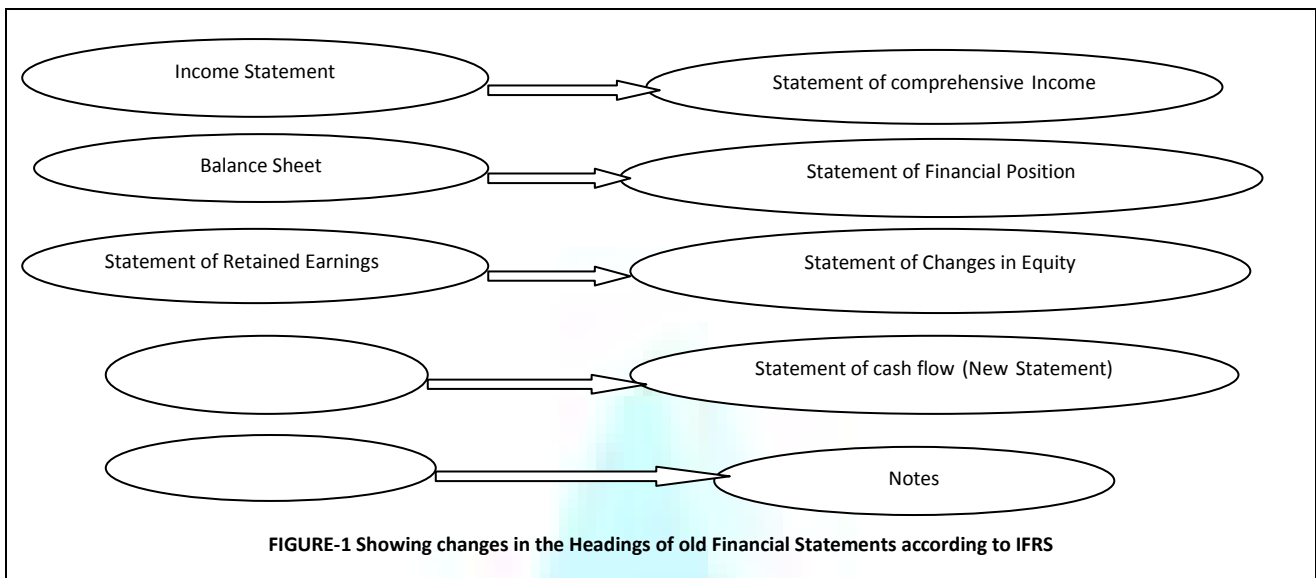 Income Statement
Statement of comprehensive Income
Balance Sheet
Statement of Financial Position
Statement of Retained Earnings
Statement of Changes in Equity
Statement of cash flow (New Statement)
Notes
FIGURE-1 Showing changes in the Headings of old Financial Statements according to IFRS